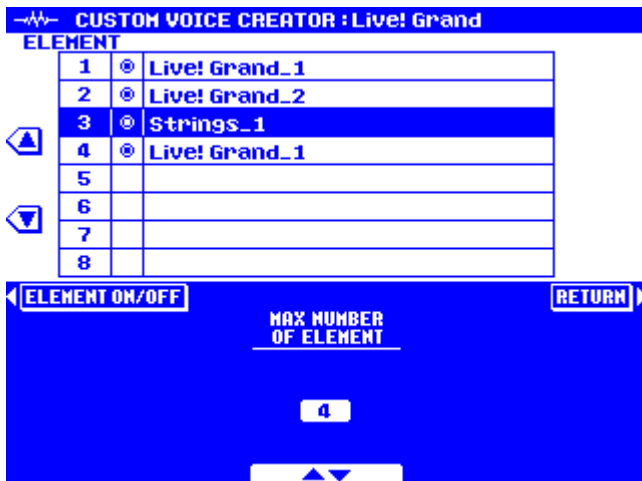 CUSTOM VOICE CREATOR : Live! Grand
ELEMENT
1 Live! Grand_1
2 Live! Grand_2
3 Strings_1
4 Live! Grand_1
5
6
7
8
ELEMENT ON/OFF
RETURN
MAX NUMBER
OF ELEMENT
4